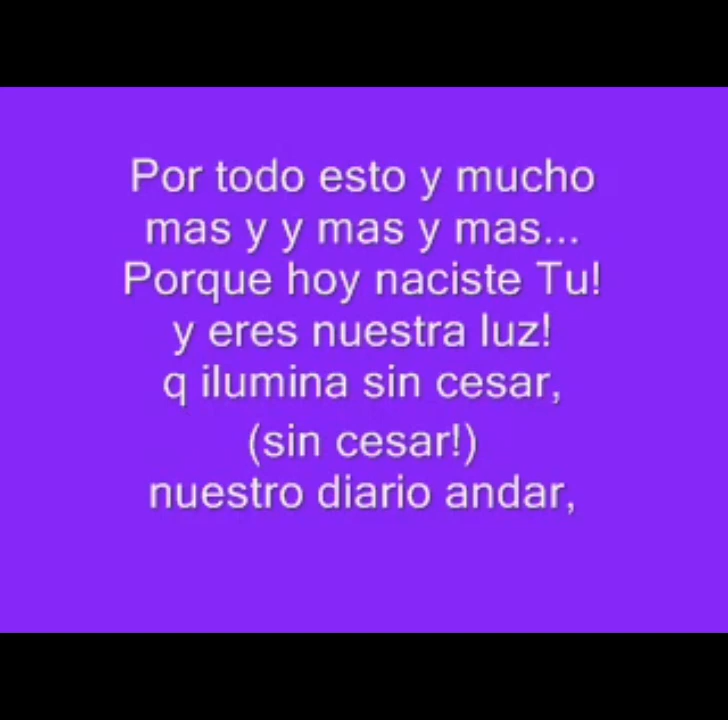 Por todo esto y mucho
mas y y mas y mas...
Porque hoy naciste Tu!
y eres nuestra luz!
q ilumina sin cesar,
(sin cesar!)
nuestro diario andar,